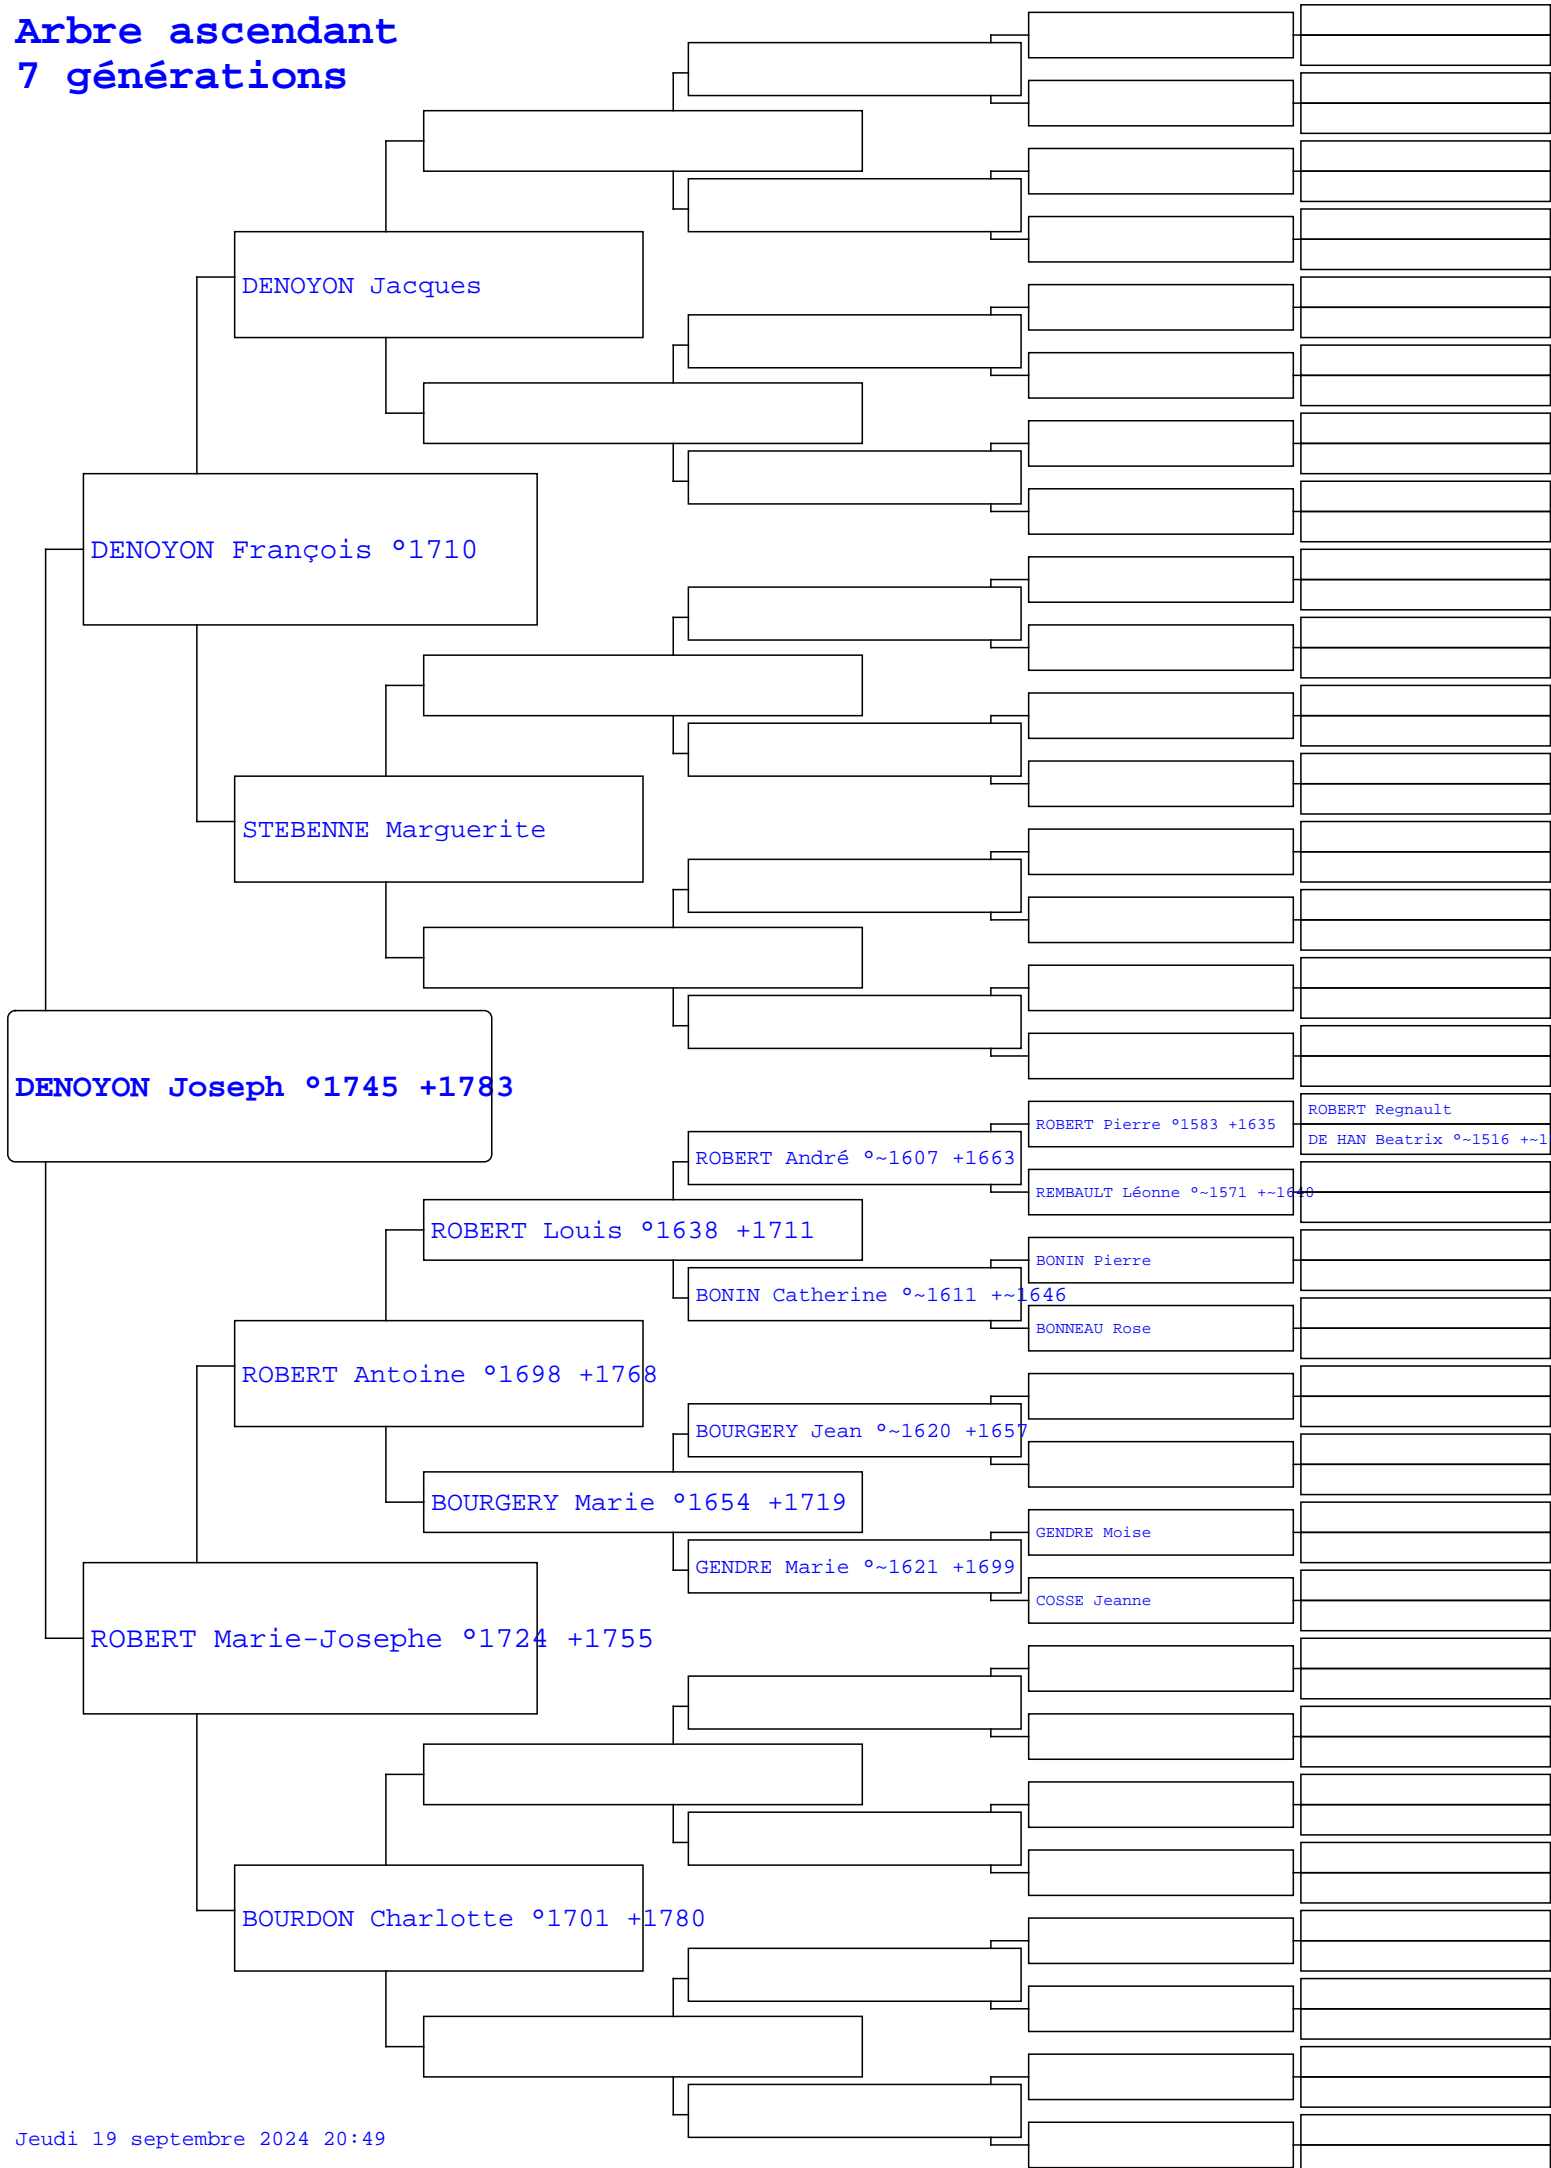 Arbre ascendant
7 générations
DENOYON Jacques
DENOYON François °1710
STEBENNE Marguerite
DENOYON Joseph °1745 +1783
ROBERT Regnault
ROBERT Pierre °1583 +1635
DE HAN Beatrix °~1516 +~1
ROBERT André °~1607 +1663
REMBAULT Léonne °~1571 +~1640
ROBERT Louis °1638 +1711
BONIN Pierre
BONIN Catherine °~1611 +~1646
BONNEAU Rose
ROBERT Antoine °1698 +1768
BOURGERY Jean °~1620 +1657
BOURGERY Marie °1654 +1719
GENDRE Moise
GENDRE Marie °~1621 +1699
COSSE Jeanne
ROBERT Marie-Josephe °1724 +1755
BOURDON Charlotte °1701 +1780
Jeudi 19 septembre 2024 20:49